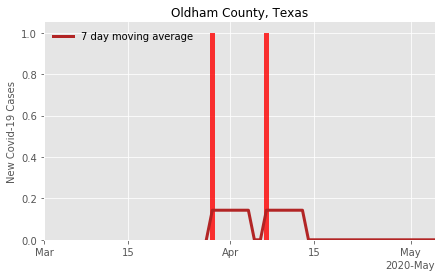 Oldham County, Texas
7 day moving average
New Covid-19 Cases
1.0
0.8
0.6
0.4
0.2
0.0
Mar 15 Apr 15 May
2020-May